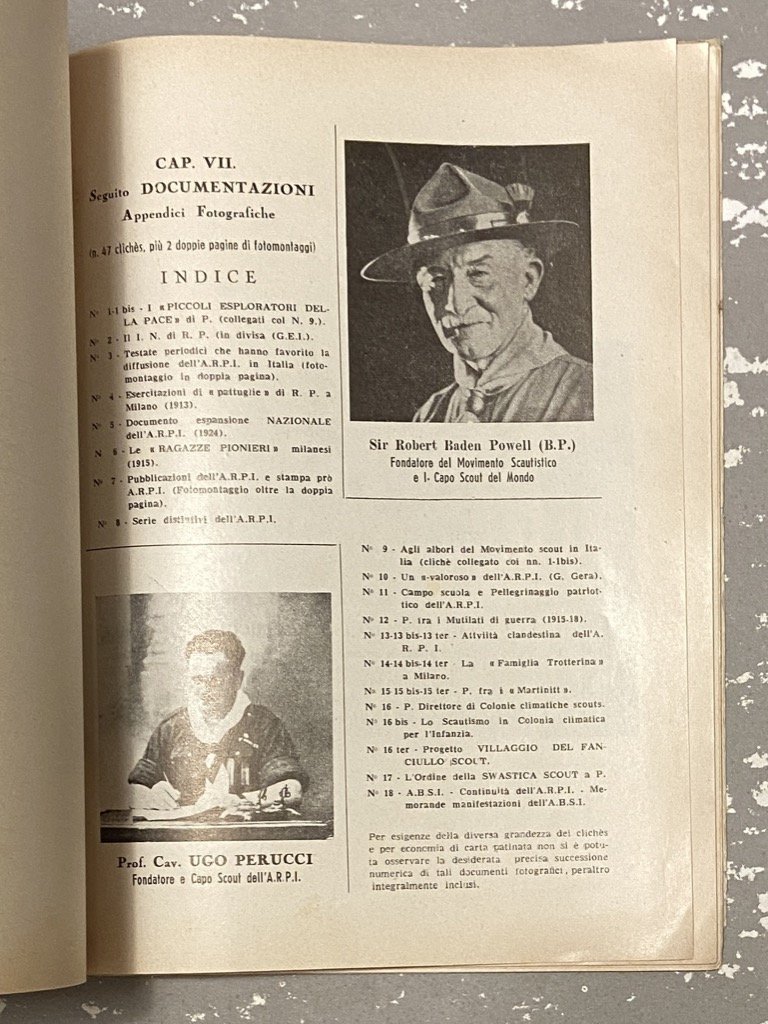 CAP. VII.
Seguito DOCUMENTAZIONI
Appendici Fotografiche
(n. 47 clichès, più 2 doppie pagine di fotomontaggi)
INDICE
N° 1-1 bis - I «PICCOLI ESPLORATORI DEL-
LA PACE» di P. (collegati col N. 9.).
N° 2 - Il I. N. di R. P. (in divisa (G.E.I.).
N° 3 - Testate periodici che hanno favorito la
diffusione dell'A.R.P.I. in Italia (foto-
montaggio in doppia pagina).
N° 4 - Esercitazioni di «pattuglie» di R. P. a
Milano (1913).
N° 5 - Documento espansione NAZIONALE
dell'A.R.P.I. (1924).
N 6 - Le «RAGAZZE PIONIERI» milanesi
(1915).
N° 7 - Pubblicazioni dell'A.R.P.I. e stampa prò
A.R.P.I. (Fotomontaggio oltre la doppia
pagina).
N° 8 - Serie distintivi dell'A.R.P.I.
Sir Robert Baden Powell (B.P.)
Fondatore del Movimento Scautistico
e I- Capo Scout del Mondo
Prof. Cav. UGO PERUCCI
Fondatore e Capo Scout dell'A.R.P.I.
N° 9 - Agli albori del Movimento scout in Ita-
lia (clichè collegato coi nn. 1-1bis).
N° 10 - Un «-valoroso» dell'A.R.P.I. (G. Gera).
N° 11 - Campo scuola e Pellegrinaggio patriot-
tico dell'A.R.P.I.
N° 12 - P. fra i Mutilati di guerra (1915-18).
N° 13-13 bis-13 ter - Attività clandestina dell'A.
R. P. I.
N° 14-14 bis-14 ter - La «Famiglia Trotterina»
a Milaro.
N° 15 15 bis-15 ter - P. fra i «Martinitt».
N° 16 - P. Direttore di Colonie climatiche scouts.
N° 16 bis - Lo Scautismo in Colonia climatica
per l'Infanzia.
N° 16 ter - Progetto VILLAGGIO DEL FAN-
CIULLO SCOUT.
N° 17 - L'Ordine della SWASTICA SCOUT a P.
N° 18 - A.B.S.I. - Continuità dell'A.R.P.I. - Me-
morande manifestazioni dell'A.B.S.I.
Per esigenze della diversa grandezza dei clichès
e per economia di carta patinata non si è potu-
ta osservare la desiderata precisa successione
numerica di tali documenti fotografici, peraltro
integralmente inclusi.